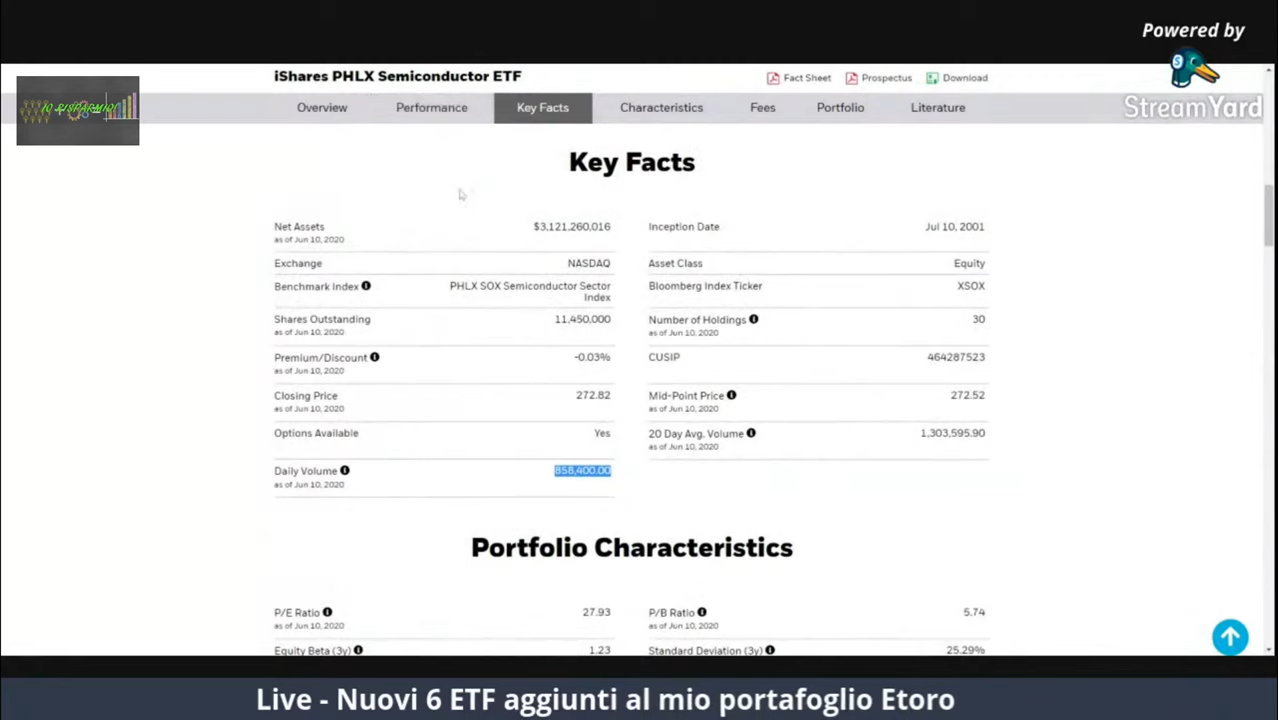 Powered by
StreamYard
IO RISPARMIO!
iShares PHLX Semiconductor ETF
Fact Sheet Prospectus Download
Overview Performance Key Facts Characteristics Fees Portfolio Literature
Key Facts
Net Assets $3,121,260,016
as of Jun 10, 2020
Inception Date Jul 10, 2001
Exchange NASDAQ
Asset Class Equity
Benchmark Index PHLX SOX Semiconductor Sector
Index
Bloomberg Index Ticker XSOX
Shares Outstanding 11,450,000
as of Jun 10, 2020
Number of Holdings 30
as of Jun 10, 2020
Premium/Discount -0.03%
as of Jun 10, 2020
CUSIP 464287523
Closing Price 272.82
as of Jun 10, 2020
Mid-Point Price 272.52
as of Jun 10, 2020
Options Available Yes
20 Day Avg. Volume 1,303,595.90
as of Jun 10, 2020
Daily Volume 858,400.00
as of Jun 10, 2020
Portfolio Characteristics
P/E Ratio 27.93
as of Jun 10, 2020
P/B Ratio 5.74
as of Jun 10, 2020
Equity Beta (3y) 1.23
Standard Deviation (3y) 25.29%
Live - Nuovi 6 ETF aggiunti al mio portafoglio Etoro